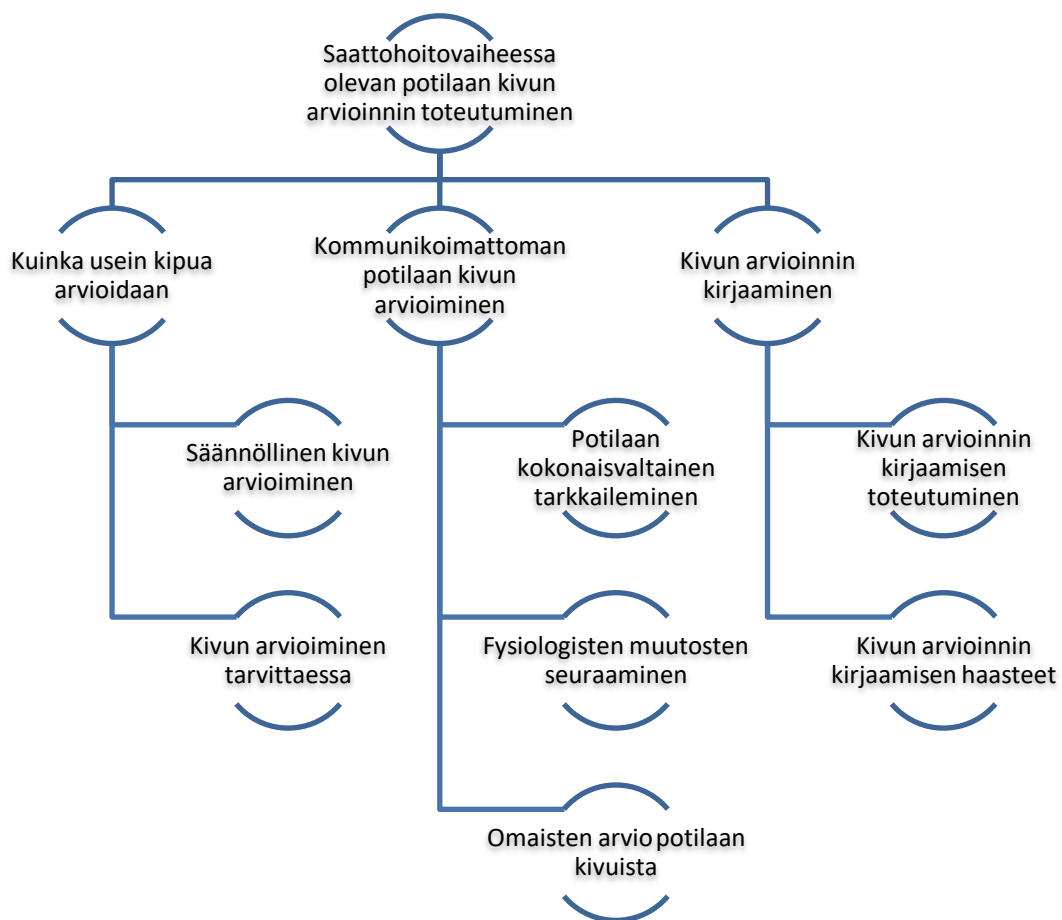 Saattohoitovaiheessa
olevan potilaan kivun
arvioinnin toteutuminen
Kuinka usein kipua
arvioidaan
Kommunikoimattoman
potilaan kivun
arvioiminen
Kivun arvioinnin
kirjaaminen
Säännöllinen kivun
arvioiminen
Potilaan
kokonaisvaltainen
tarkkaileminen
Kivun arvioinnin
kirjaamisen
toteutuminen
Kivun arvioiminen
tarvittaessa
Fysiologisten muutosten
seuraaminen
Kivun arvioinnin
kirjaamisen haasteet
Omaisten arvio potilaan
kivuista